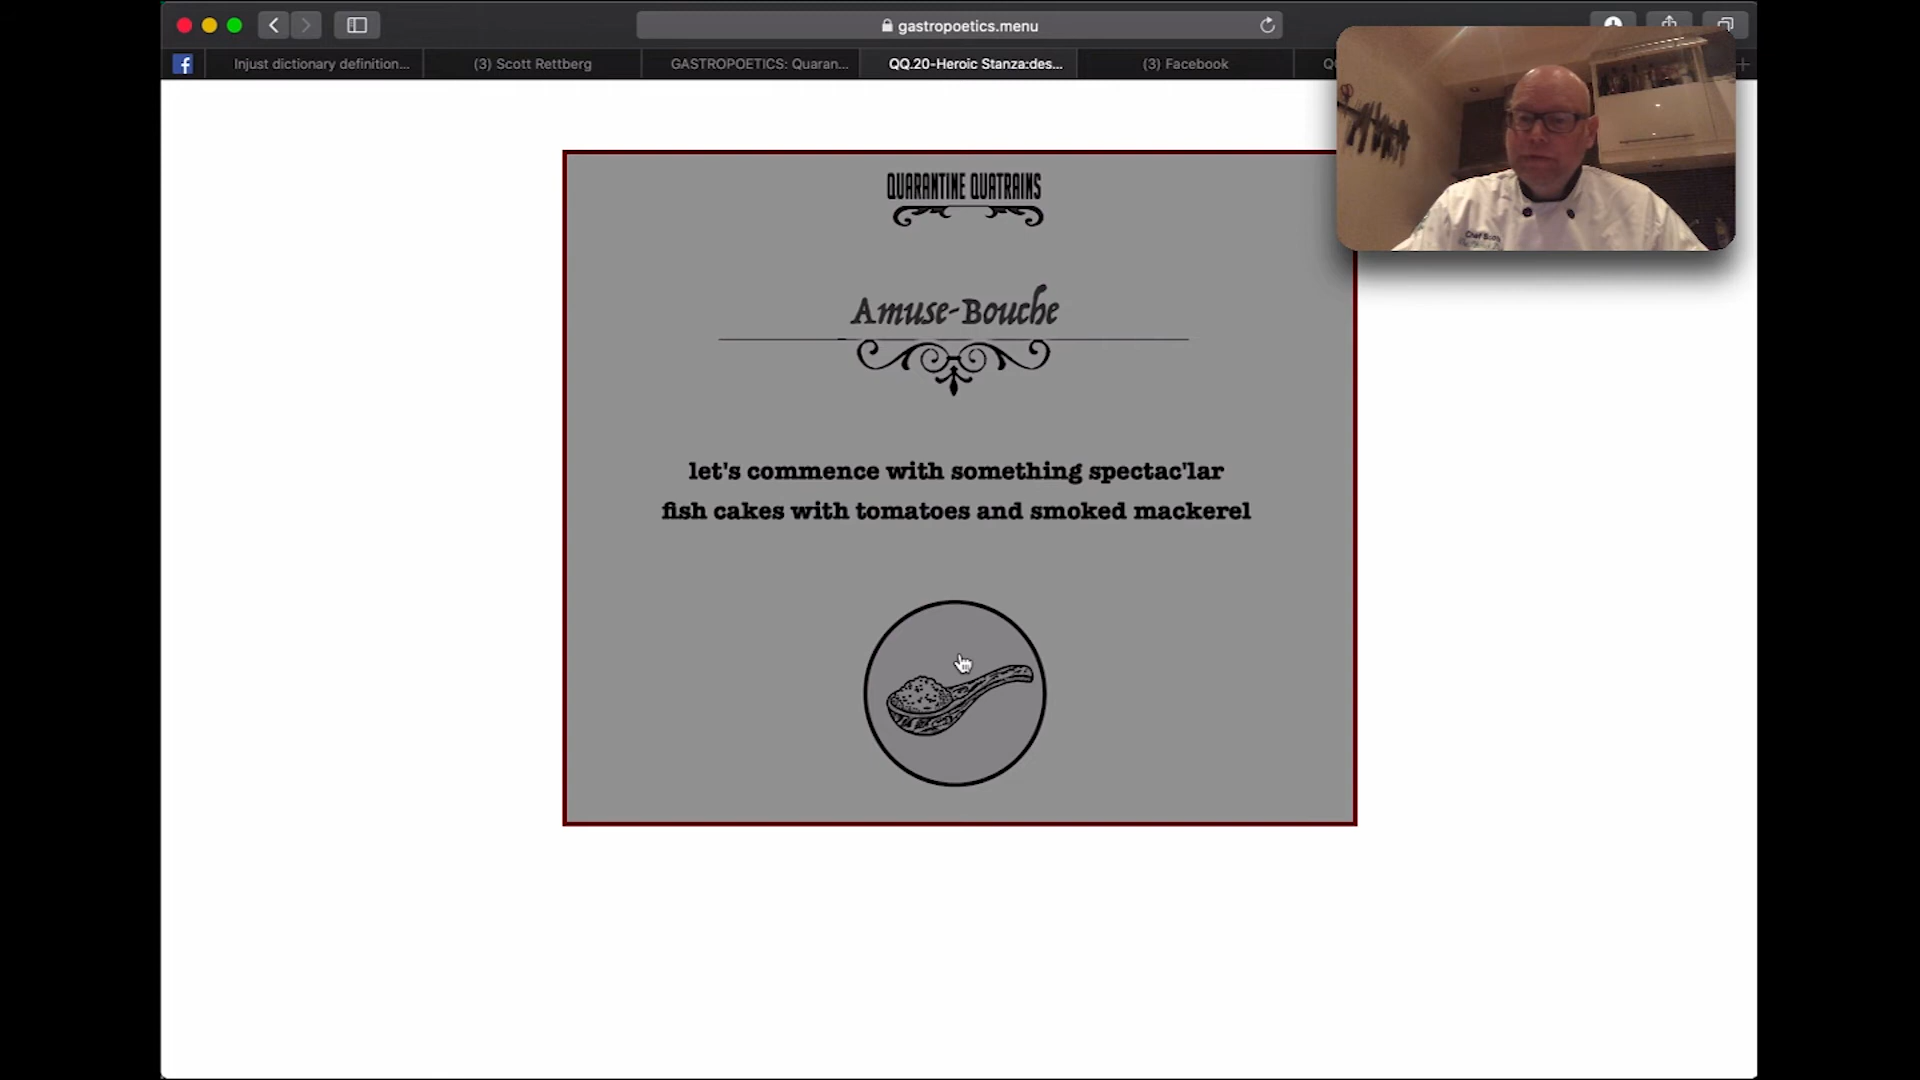 gastropoetics.menu
Injust dictionary definition...
(3) Scott Rettberg
GASTROPOETICS: Quaran...
QQ.20-Heroic Stanza:des...
(3) Facebook
QUARANTINE QUATRAINS
Amuse-Bouche
let's commence with something spectac'lar
fish cakes with tomatoes and smoked mackerel